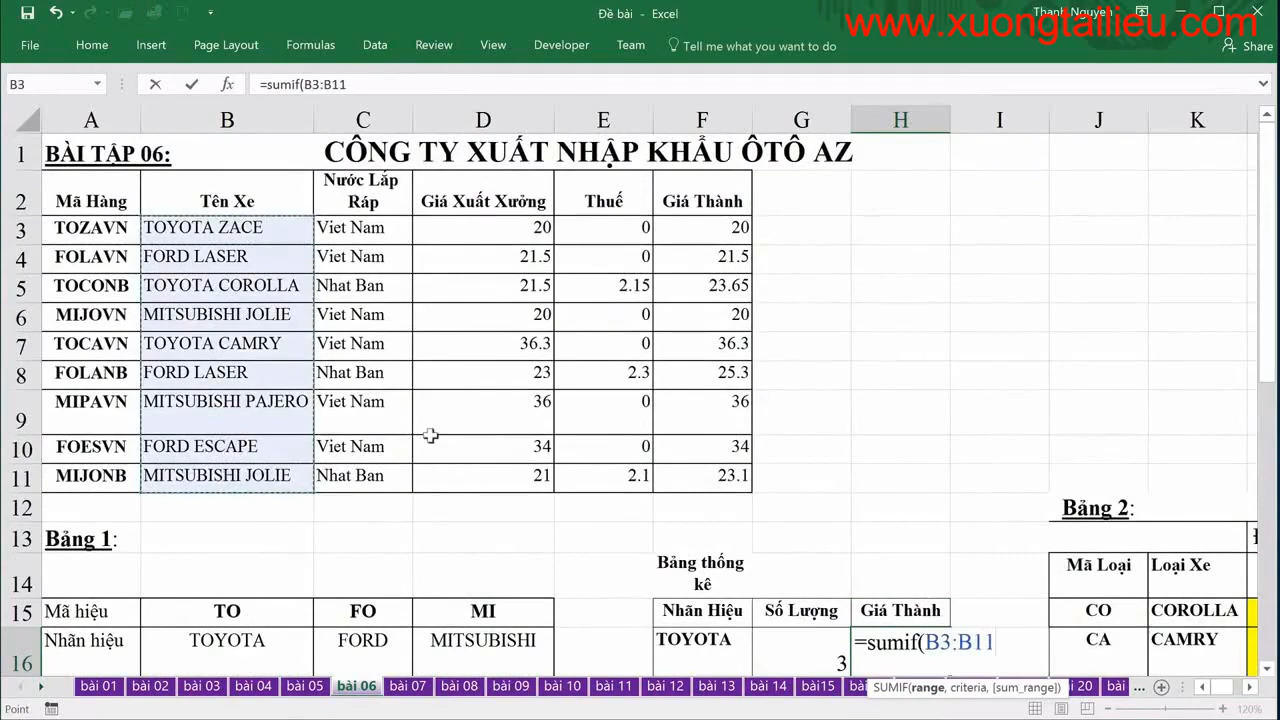 Đề bài - Excel
Thanh Nguyen
www.xuongtailieu.com
File Home Insert Page Layout Formulas Data Review View Developer Team Tell me what you want to do Share
B3 fx =sumif(B3:B11
A B C D E F G H I J K
1 BÀI TẬP 06: CÔNG TY XUẤT NHẬP KHẨU ÔTÔ AZ
2 Mã Hàng Tên Xe Nước Lắp Ráp Giá Xuất Xưởng Thuế Giá Thành
3 TOZAVN TOYOTA ZACE Viet Nam 20 0 20
4 FOLAVN FORD LASER Viet Nam 21.5 0 21.5
5 TOCONB TOYOTA COROLLA Nhat Ban 21.5 2.15 23.65
6 MIJOVN MITSUBISHI JOLIE Viet Nam 20 0 20
7 TOCAVN TOYOTA CAMRY Viet Nam 36.3 0 36.3
8 FOLANB FORD LASER Nhat Ban 23 2.3 25.3
9 MIPAVN MITSUBISHI PAJERO Viet Nam 36 0 36
10 FOESVN FORD ESCAPE Viet Nam 34 0 34
11 MIJONB MITSUBISHI JOLIE Nhat Ban 21 2.1 23.1
12 Bảng 2:
13 Bảng 1:
14 Bảng thống kê Mã Loại Loại Xe
15 Mã hiệu TO FO MI Nhãn Hiệu Số Lượng Giá Thành CO COROLLA
16 Nhãn hiệu TOYOTA FORD MITSUBISHI TOYOTA 3 =sumif(B3:B11 CA CAMRY
SUMIF(range, criteria, [sum_range])
bài 01 bài 02 bài 03 bài 04 bài 05 bài 06 bài 07 bài 08 bài 09 bài 10 bài 11 bài 12 bài 13 bài 14 bài15 20 bài ...
Point 120%